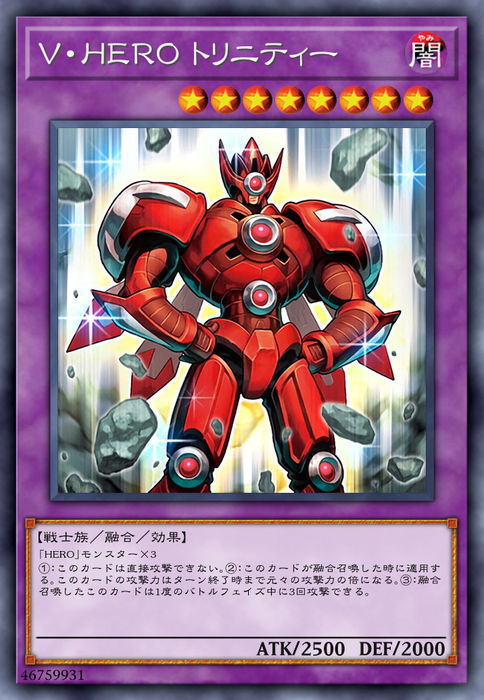 V・HERO トリニティー
やみ
闇
【戦士族／融合／効果】
「HERO」モンスター×3
①：このカードは直接攻撃できない。②：このカードが融合召喚した時に適用す
る。このカードの攻撃力はターン終了時まで元々の攻撃力の倍になる。③：融合
召喚したこのカードは1度のバトルフェイズ中に3回攻撃できる。
ATK/2500 DEF/2000
46759931